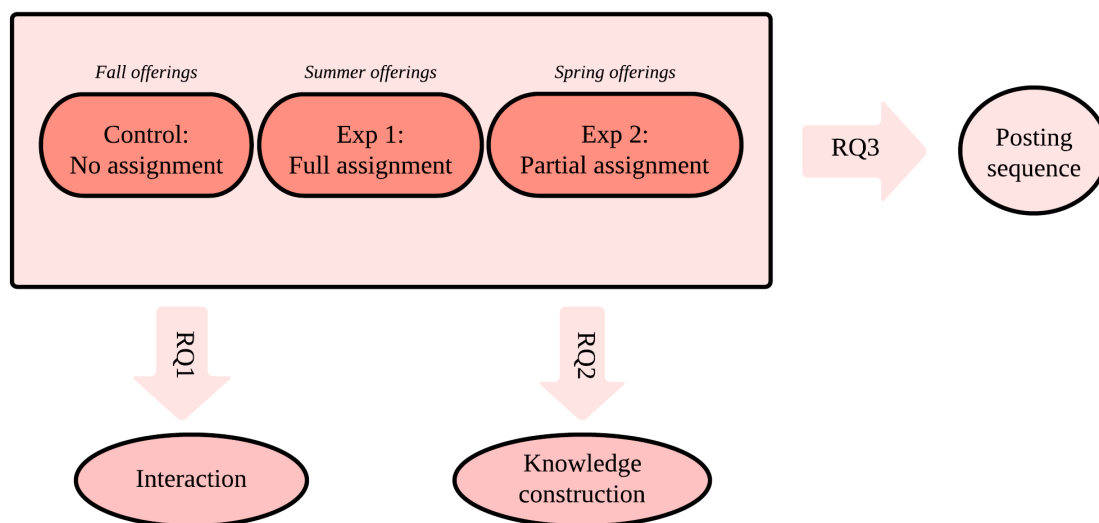 Fall offerings
Summer offerings
Spring offerings
Control:
No assignment
Exp 1:
Full assignment
Exp 2:
Partial assignment
RQ3
Posting
sequence
RQ1
RQ2
Interaction
Knowledge
construction